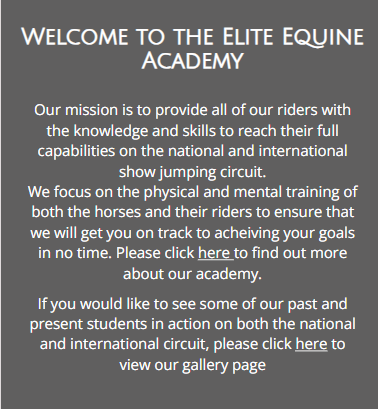 Welcome to the Elite Equine
Academy
Our mission is to provide all of our riders with
the knowledge and skills to reach their full
capabilities on the national and international
show jumping circuit.
We focus on the physical and mental training of
both the horses and their riders to ensure that
we will get you on track to acheiving your goals
in no time. Please click here to find out more
about our academy.
If you would like to see some of our past and
present students in action on both the national
and international circuit, please click here to
view our gallery page